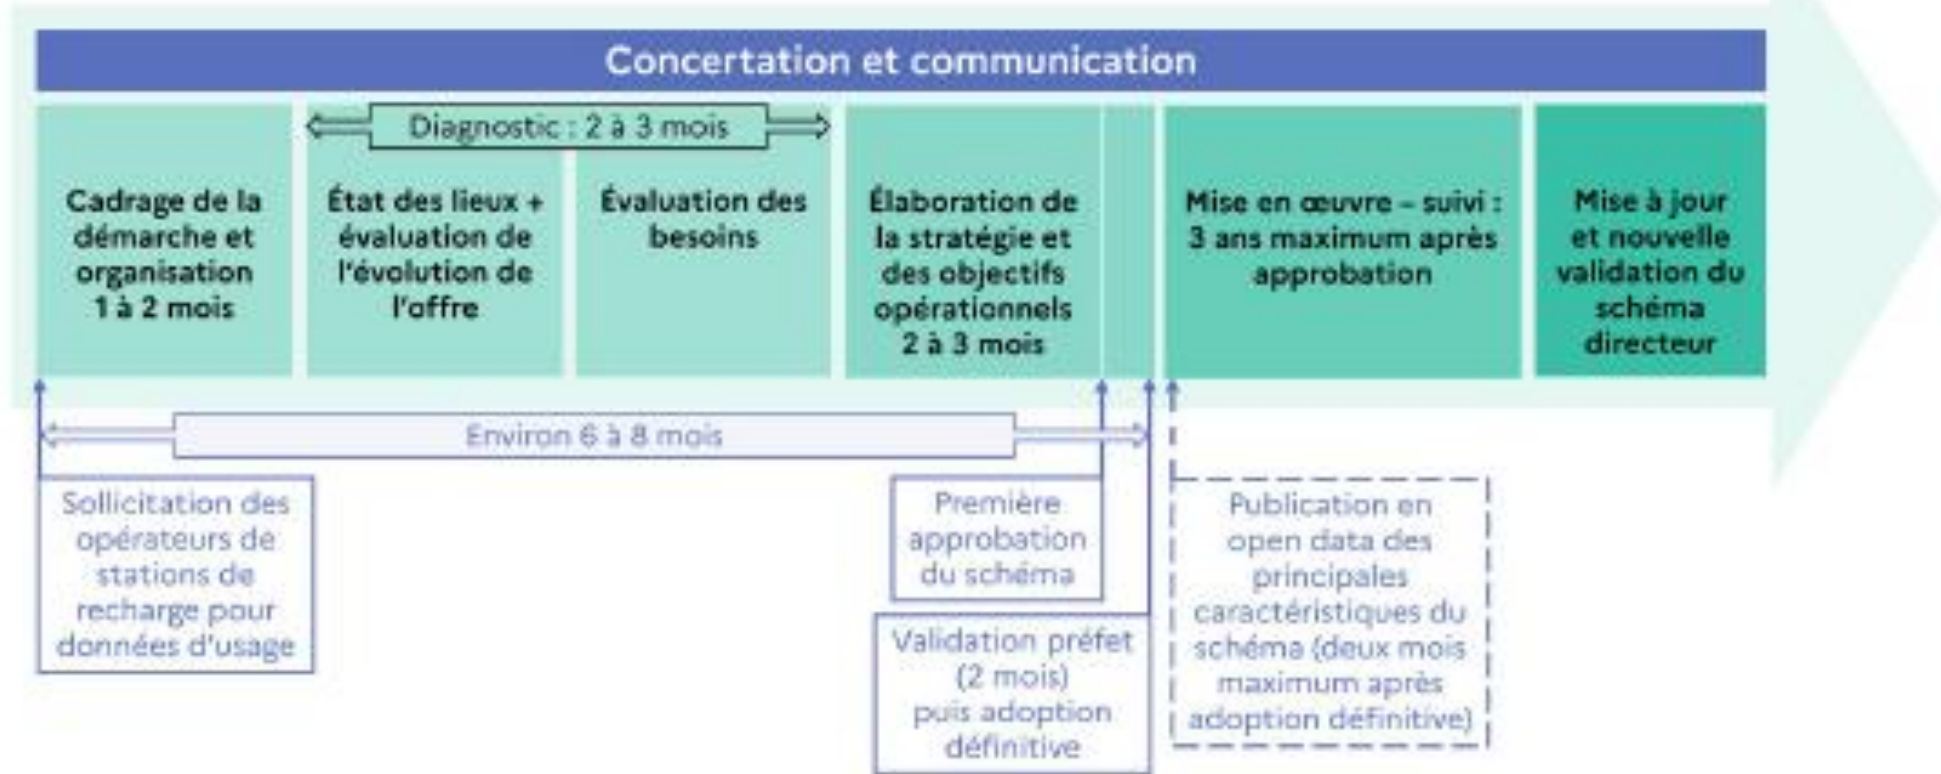 Concertation et communication
Diagnostic : 2 à 3 mois
Cadrage de la
démarche et
organisation
1 à 2 mois
État des lieux +
évaluation de
l'évolution de
l'offre
Évaluation des
besoins
Élaboration de
la stratégie et
des objectifs
opérationnels
2 à 3 mois
Mise en œuvre – suivi :
3 ans maximum après
approbation
Mise à jour
et nouvelle
validation du
schéma
directeur
Environ 6 à 8 mois
Sollicitation des
opérateurs de
stations de
recharge pour
données d'usage
Première
approbation
du schéma
Validation préfet
(2 mois)
puis adoption
définitive
Publication en
open data des
principales
caractéristiques du
schéma (deux mois
maximum après
adoption définitive)